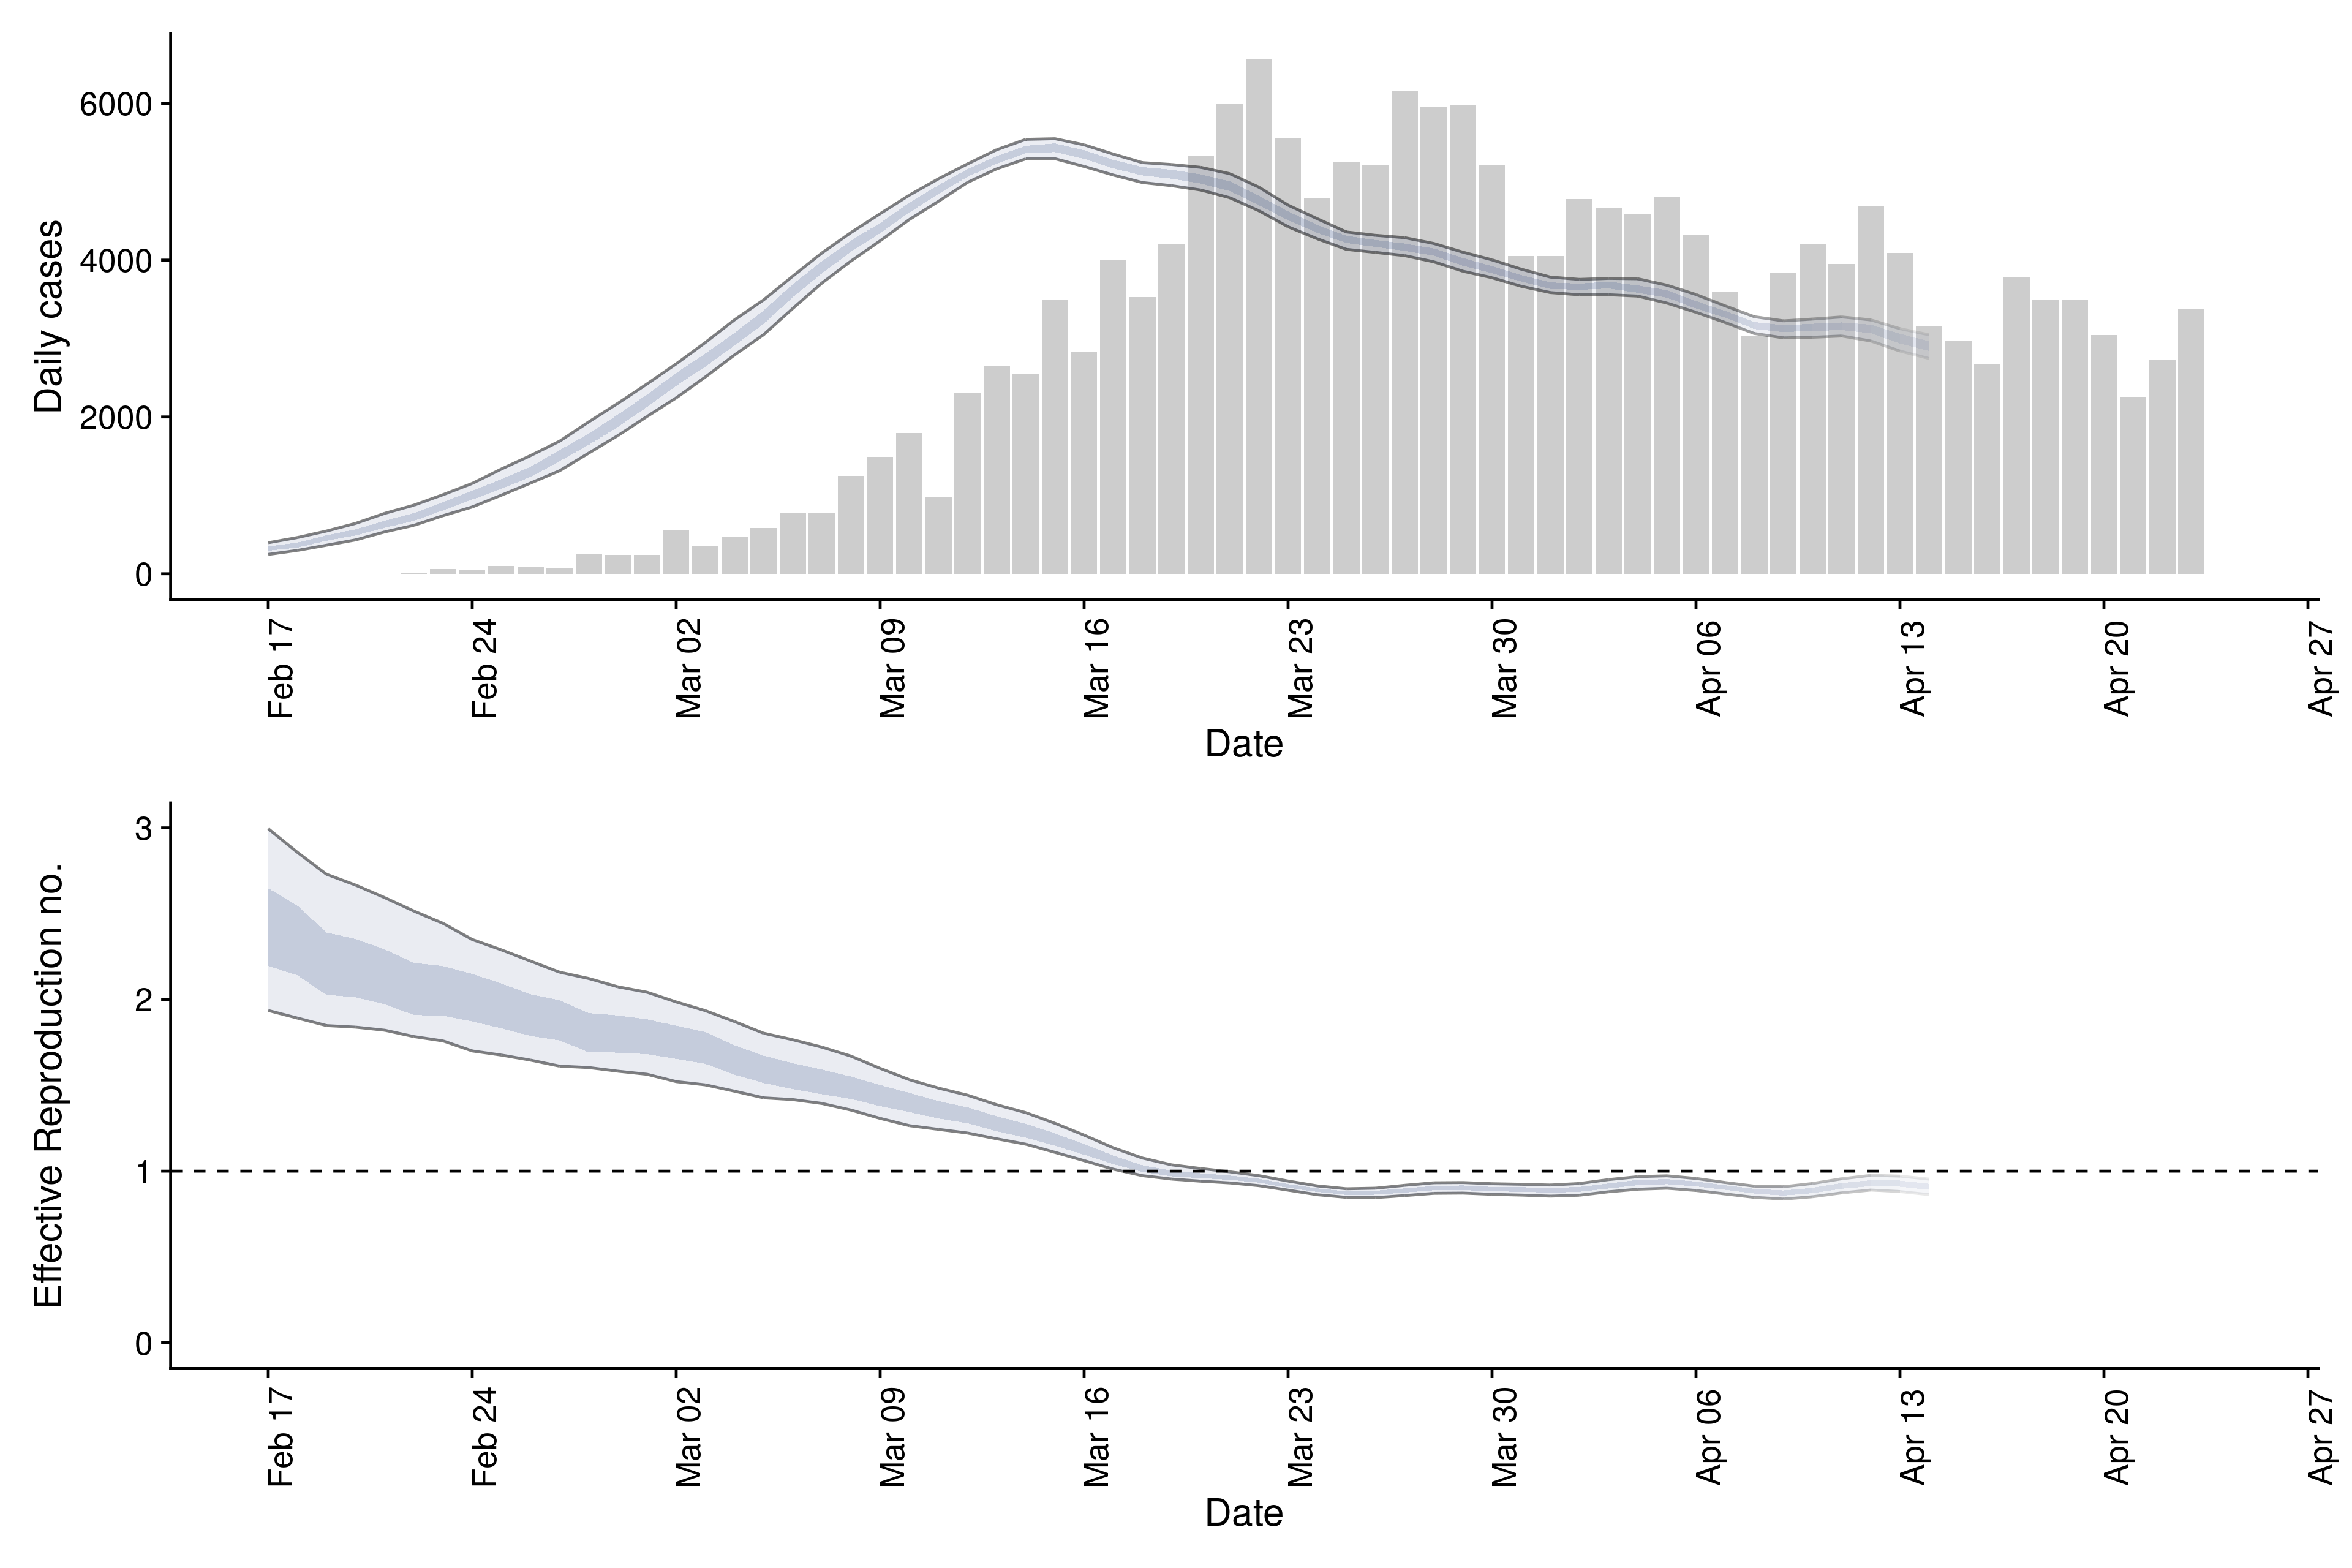 Daily cases
6000
4000
2000
0
Feb 17
Feb 24
Mar 02
Mar 09
Mar 16
Mar 23
Mar 30
Apr 06
Apr 13
Apr 20
Apr 27
Date
Effective Reproduction no.
3
2
1
0
Feb 17
Feb 24
Mar 02
Mar 09
Mar 16
Mar 23
Mar 30
Apr 06
Apr 13
Apr 20
Apr 27
Date